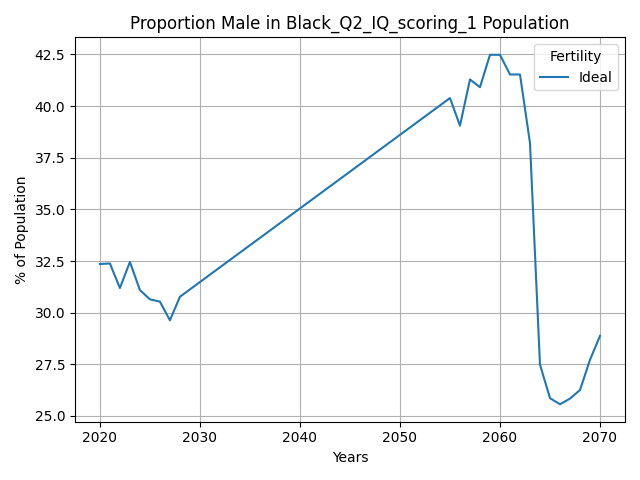 Proportion Male in Black_Q2_IQ_scoring_1 Population
% of Population
42.5
40.0
37.5
35.0
32.5
30.0
27.5
25.0
Fertility
Ideal
2020 2030 2040 2050 2060 2070
Years